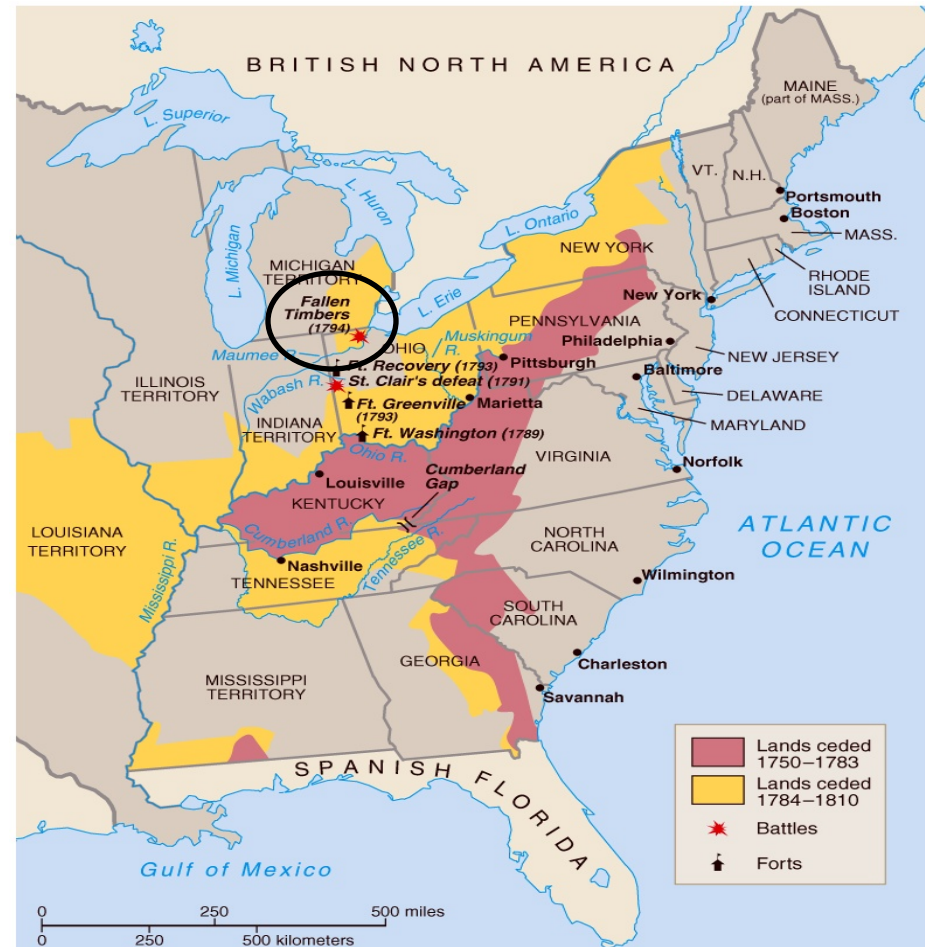 BRITISH NORTH AMERICA
MAINE
(part of MASS.)
L. Superior
VT.
N.H.
L. Huron
Portsmouth
Boston
L. Ontario
MASS.
L. Michigan
NEW YORK
MICHIGAN
TERRITORY
RHODE
ISLAND
L. Erie
New York
CONNECTICUT
Fallen
Timbers
(1794)
PENNSYLVANIA
Muskingum
R.
Philadelphia
Maumee R.
OHIO
NEW JERSEY
Pittsburgh
Ft. Recovery (1793)
Baltimore
ILLINOIS
TERRITORY
Wabash R.
St. Clair's defeat (1791)
DELAWARE
Marietta
Ft. Greenville
(1793)
MARYLAND
INDIANA
TERRITORY
Ft. Washington (1789)
Ohio R.
VIRGINIA
Cumberland
Gap
Norfolk
Louisville
KENTUCKY
LOUISIANA
TERRITORY
Cumberland R.
ATLANTIC
OCEAN
NORTH
CAROLINA
Mississippi R.
Tennessee R.
Nashville
TENNESSEE
Wilmington
SOUTH
CAROLINA
GEORGIA
Charleston
MISSISSIPPI
TERRITORY
Savannah
SPANISH FLORIDA
Lands ceded
1750–1783
Lands ceded
1784–1810
Battles
Forts
Gulf of Mexico
0 250 500 miles
0 250 500 kilometers